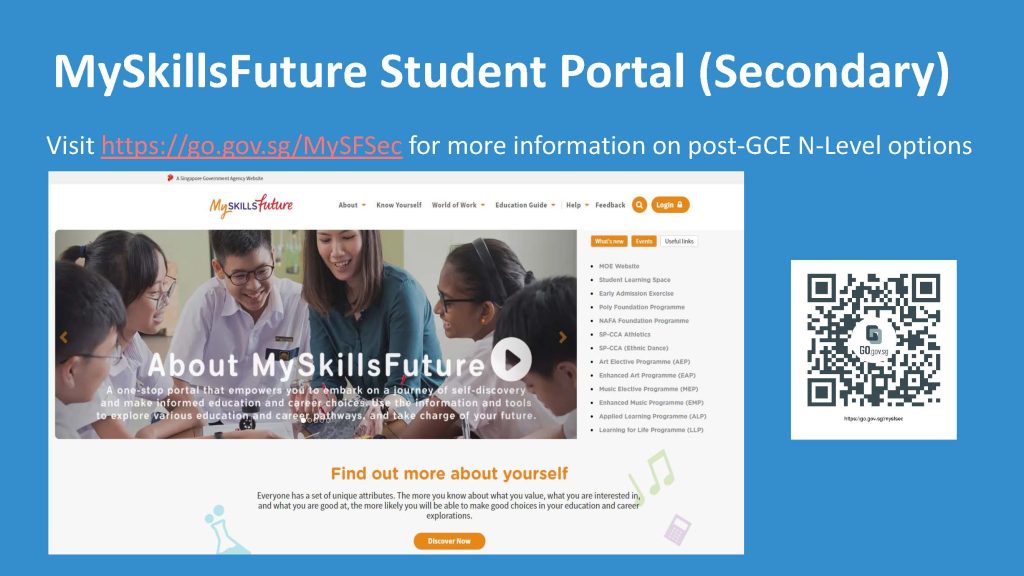 MySkillsFuture Student Portal (Secondary)
Visit https://go.gov.sg/MySFSec for more information on post-GCE N-Level options
A Singapore Government Agency Website
MySKILLSfuture
About
Know Yourself
World of Work
Education Guide
Help
Feedback
Login
What's new
Events
Useful links
MOE Website
Student Learning Space
Early Admission Exercise
Poly Foundation Programme
NAFA Foundation Programme
SP-CCA Athletics
SP-CCA (Ethnic Dance)
Art Elective Programme (AEP)
Enhanced Art Programme (EAP)
Music Elective Programme (MEP)
Enhanced Music Programme (EMP)
Applied Learning Programme (ALP)
Learning for Life Programme (LLP)
About MySkillsFuture
A one-stop portal that empowers you to embark on a journey of self-discovery
and make informed education and career choices. Use the information and tools
to explore various education and career pathways, and take charge of your future.
Find out more about yourself
Everyone has a set of unique attributes. The more you know about what you value, what you are interested in,
and what you are good at, the more likely you will be able to make good choices in your education and career
explorations.
Discover Now
GO.gov.sg
https://go.gov.sg/mysfsec